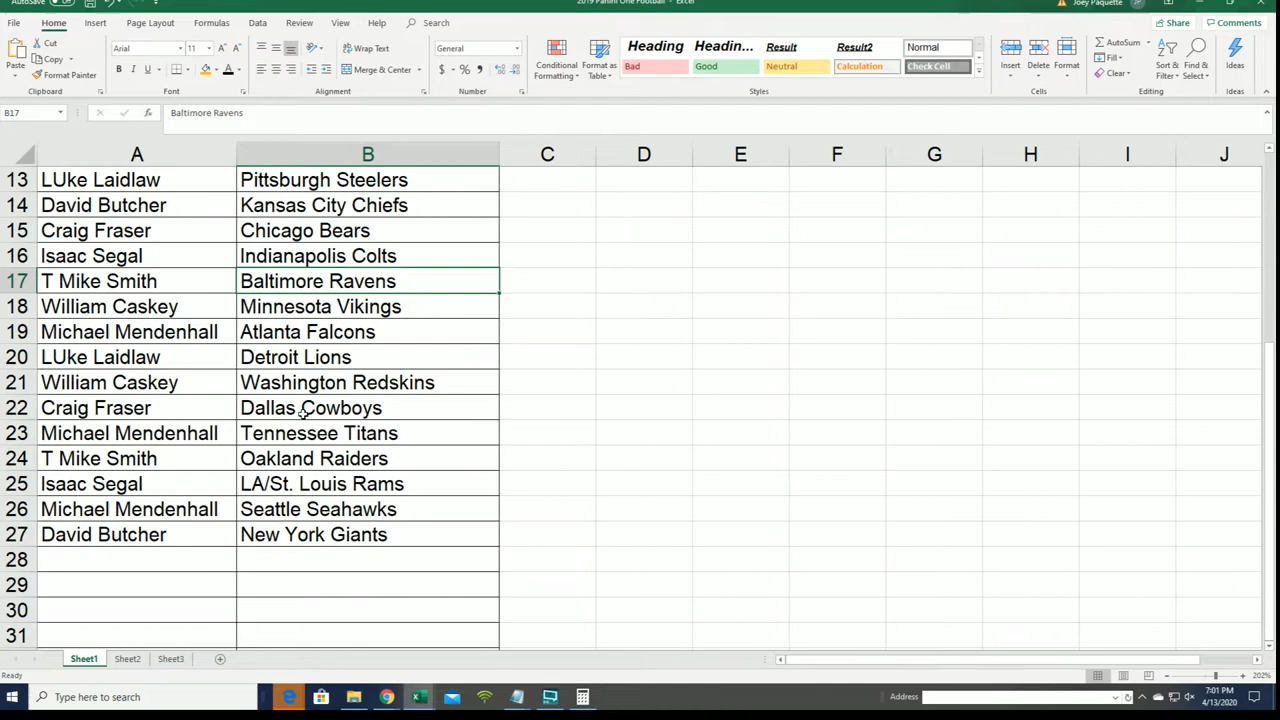 AutoSave Off 2019 Panini One Football - Excel Joey Paquette JP
File Home Insert Page Layout Formulas Data Review View Help Search Share Comments
Paste Cut Copy Format Painter Clipboard
Arial 11 Font
Wrap Text Merge & Center Alignment
General Number
Conditional Formatting Format as Table
Heading Headin... Result Result2 Normal
Bad Good Neutral Calculation Check Cell
Styles
Insert Delete Format Cells
AutoSum Fill Clear Sort & Filter Find & Select Editing
Ideas Ideas
B17 fx Baltimore Ravens
A B C D E F G H I J
13 LUke Laidlaw Pittsburgh Steelers
14 David Butcher Kansas City Chiefs
15 Craig Fraser Chicago Bears
16 Isaac Segal Indianapolis Colts
17 T Mike Smith Baltimore Ravens
18 William Caskey Minnesota Vikings
19 Michael Mendenhall Atlanta Falcons
20 LUke Laidlaw Detroit Lions
21 William Caskey Washington Redskins
22 Craig Fraser Dallas Cowboys
23 Michael Mendenhall Tennessee Titans
24 T Mike Smith Oakland Raiders
25 Isaac Segal LA/St. Louis Rams
26 Michael Mendenhall Seattle Seahawks
27 David Butcher New York Giants
28
29
30
31
Sheet1 Sheet2 Sheet3
Ready 202%
Type here to search Address 7:01 PM
4/13/2020